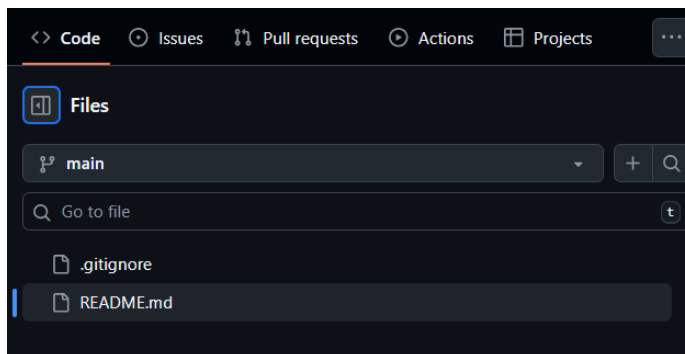 Code Issues Pull requests Actions Projects ...
Files
main
Go to file t
.gitignore
README.md